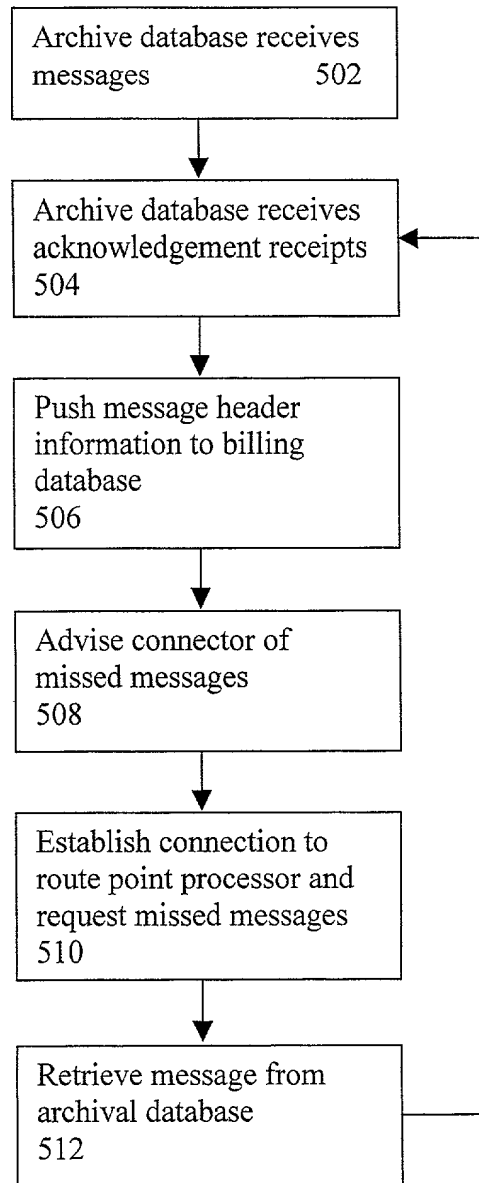 Archive database receives
messages 502
Archive database receives
acknowledgement receipts
504
Push message header
information to billing
database
506
Advise connector of
missed messages
508
Establish connection to
route point processor and
request missed messages
510
Retrieve message from
archival database
512